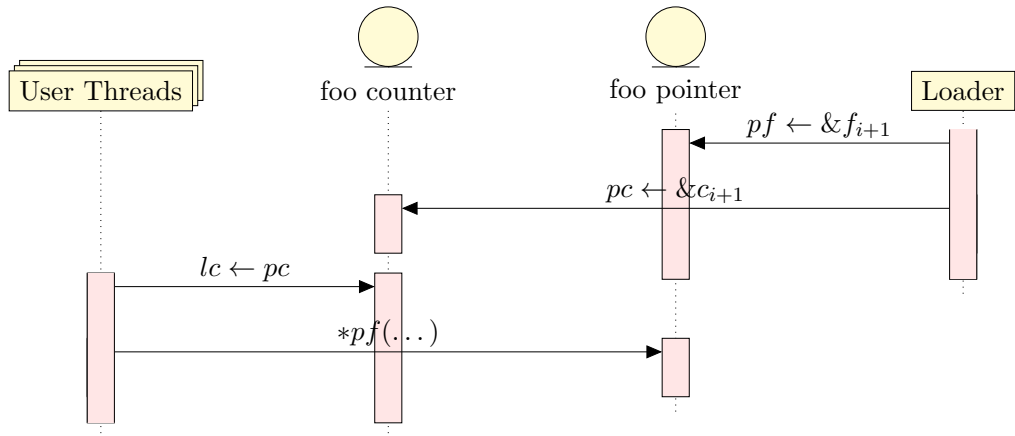 User Threads
foo counter
foo pointer
Loader
pf ← &f_{i+1}
pc ← &c_{i+1}
lc ← pc
*pf(...)